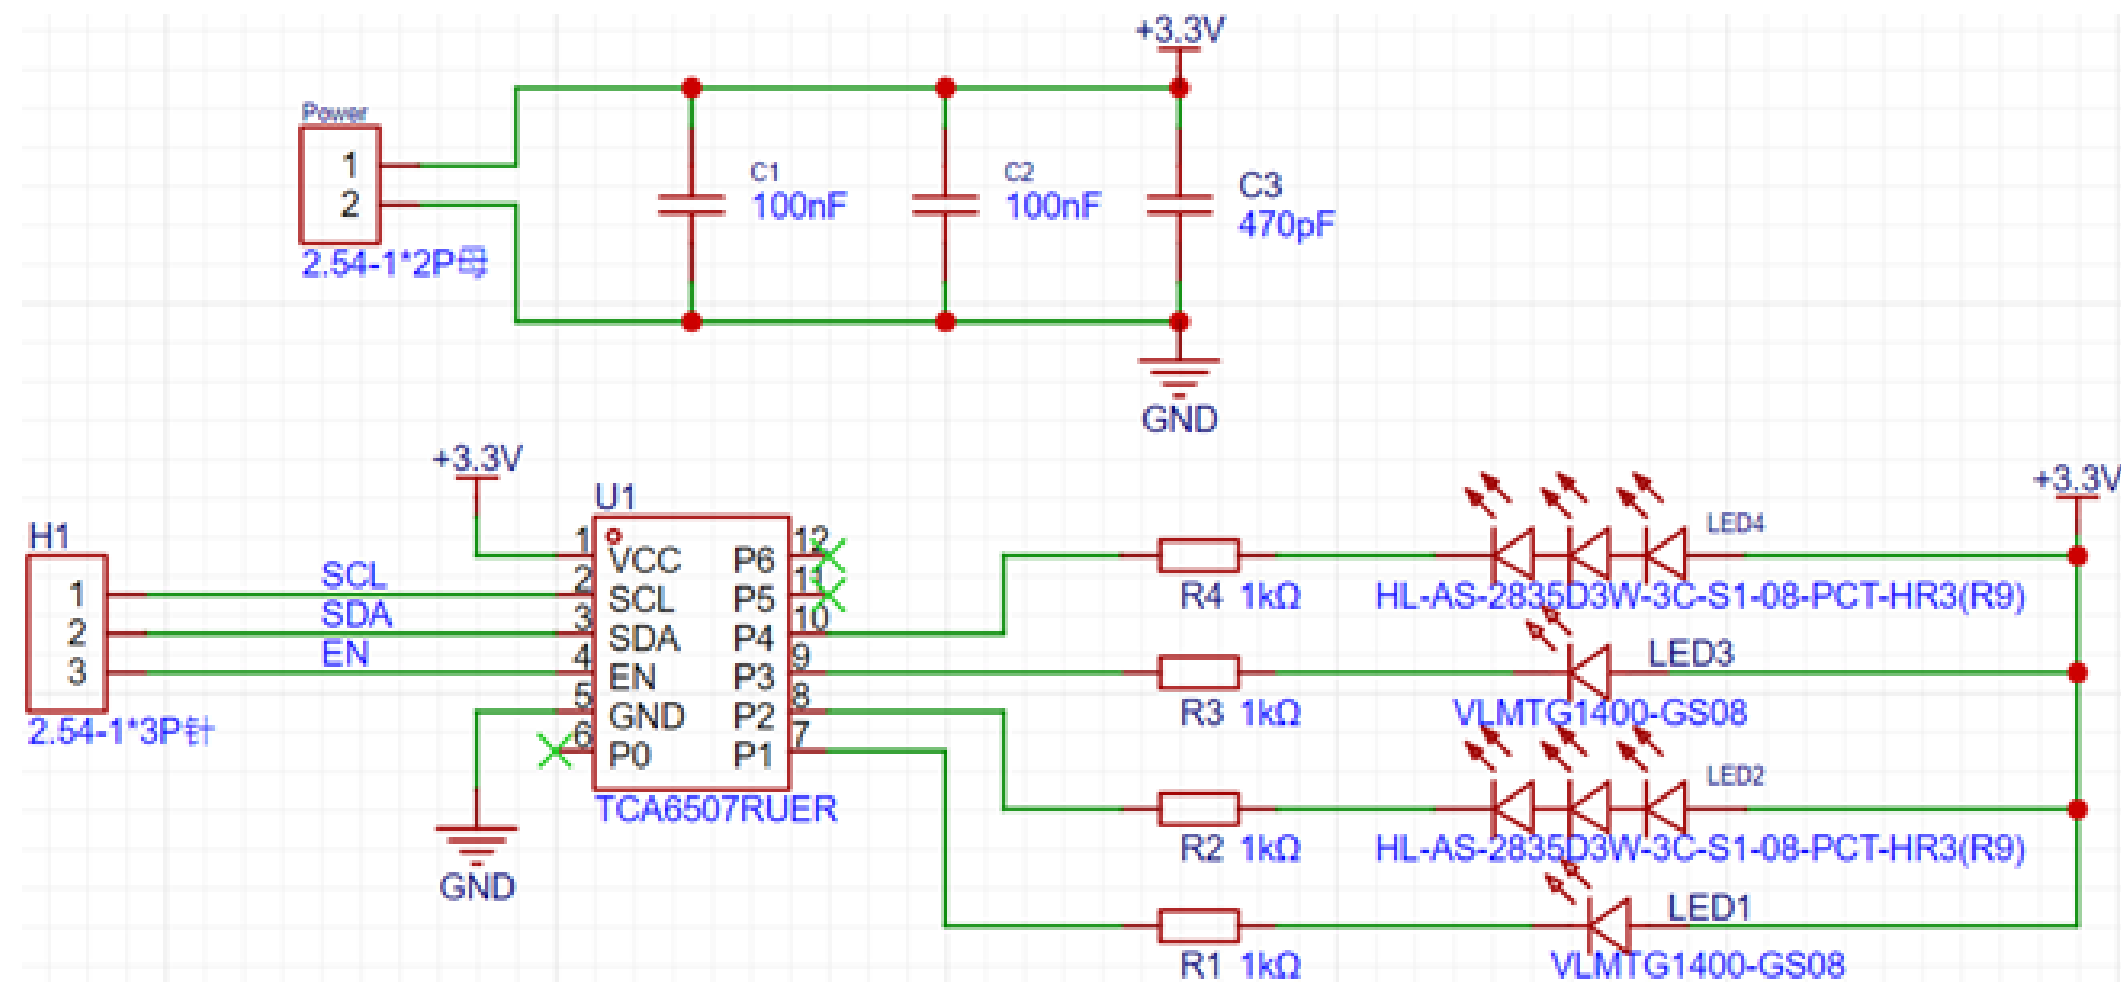 +3.3V
Power
1
2
2.54-1*2P母
C1
100nF
C2
100nF
C3
470pF
GND
+3.3V
U1
H1
1
2
3
2.54-1*3P针
SCL
SDA
EN
1
2
3
4
5
6
VCC
SCL
SDA
EN
GND
P0
P6
P5
P4
P3
P2
P1
12
11
10
9
8
7
TCA6507RUER
GND
R4 1kΩ
R3 1kΩ
R2 1kΩ
R1 1kΩ
+3.3V
LED4
HL-AS-2835D3W-3C-S1-08-PCT-HR3(R9)
LED3
VLMTG1400-GS08
LED2
HL-AS-2835D3W-3C-S1-08-PCT-HR3(R9)
LED1
VLMTG1400-GS08